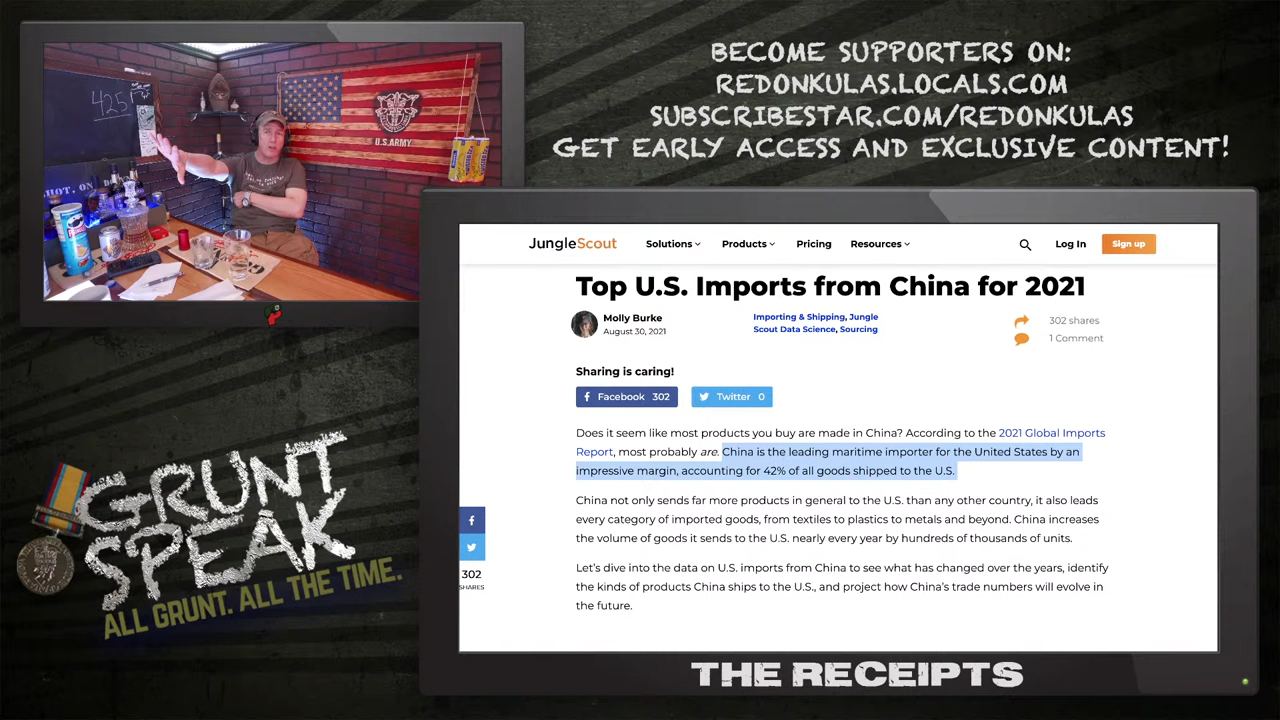 BECOME SUPPORTERS ON:
REDONKULAS.LOCALS.COM
SUBSCRIBESTAR.COM/REDONKULAS
GET EARLY ACCESS AND EXCLUSIVE CONTENT!
425
U.S. ARMY
HOT. ON
JungleScout
Solutions
Products
Pricing
Resources
Log In
Sign up
Top U.S. Imports from China for 2021
Molly Burke
August 30, 2021
Importing & Shipping, Jungle
Scout Data Science, Sourcing
302 shares
1 Comment
Sharing is caring!
Facebook 302
Twitter 0
Does it seem like most products you buy are made in China? According to the 2021 Global Imports
Report, most probably are. China is the leading maritime importer for the United States by an
impressive margin, accounting for 42% of all goods shipped to the U.S.
China not only sends far more products in general to the U.S. than any other country, it also leads
every category of imported goods, from textiles to plastics to metals and beyond. China increases
the volume of goods it sends to the U.S. nearly every year by hundreds of thousands of units.
Let's dive into the data on U.S. imports from China to see what has changed over the years, identify
the kinds of products China ships to the U.S., and project how China's trade numbers will evolve in
the future.
302
SHARES
GRUNT
SPEAK
ALL GRUNT. ALL THE TIME.
THE RECEIPTS